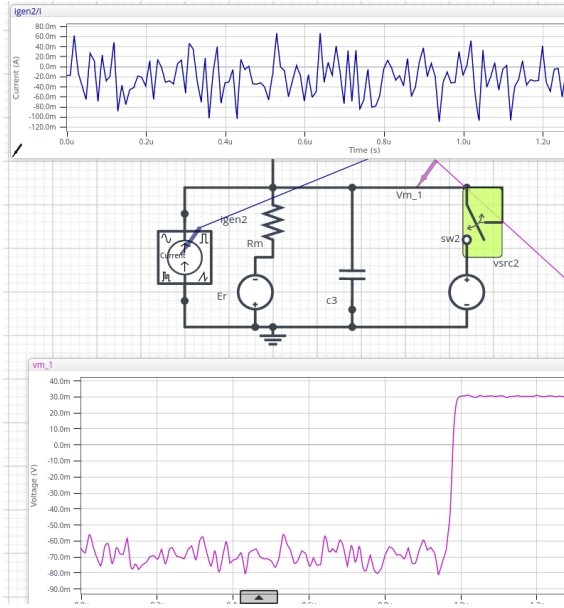 igen2/i
80.0m
60.0m
40.0m
20.0m
0.0m
-20.0m
-40.0m
-60.0m
-80.0m
-100.0m
-120.0m
Current (A)
0.0u 0.2u 0.4u 0.6u 0.8u 1.0u 1.2u
Time (s)
Vm_1
igen2
Rm
sw2
Current
vsrc2
Er
c3
vm_1
40.0m
30.0m
20.0m
10.0m
0.0m
-10.0m
-20.0m
-30.0m
-40.0m
-50.0m
-60.0m
-70.0m
-80.0m
-90.0m
Voltage (V)